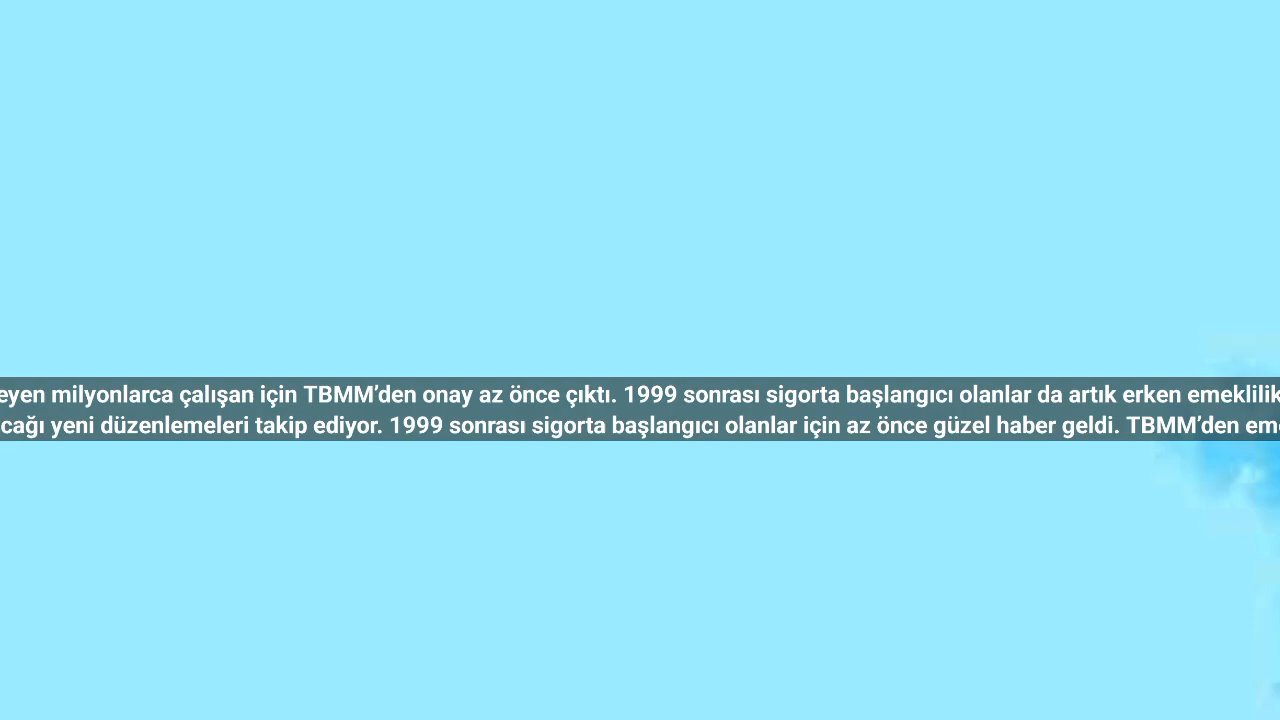 eyen milyonlarca çalışan için TBMM’den onay az önce çıktı. 1999 sonrası sigorta başlangıcı olanlar da artık erken emeklilik
cağı yeni düzenlemeleri takip ediyor. 1999 sonrası sigorta başlangıcı olanlar için az önce güzel haber geldi. TBMM’den eme